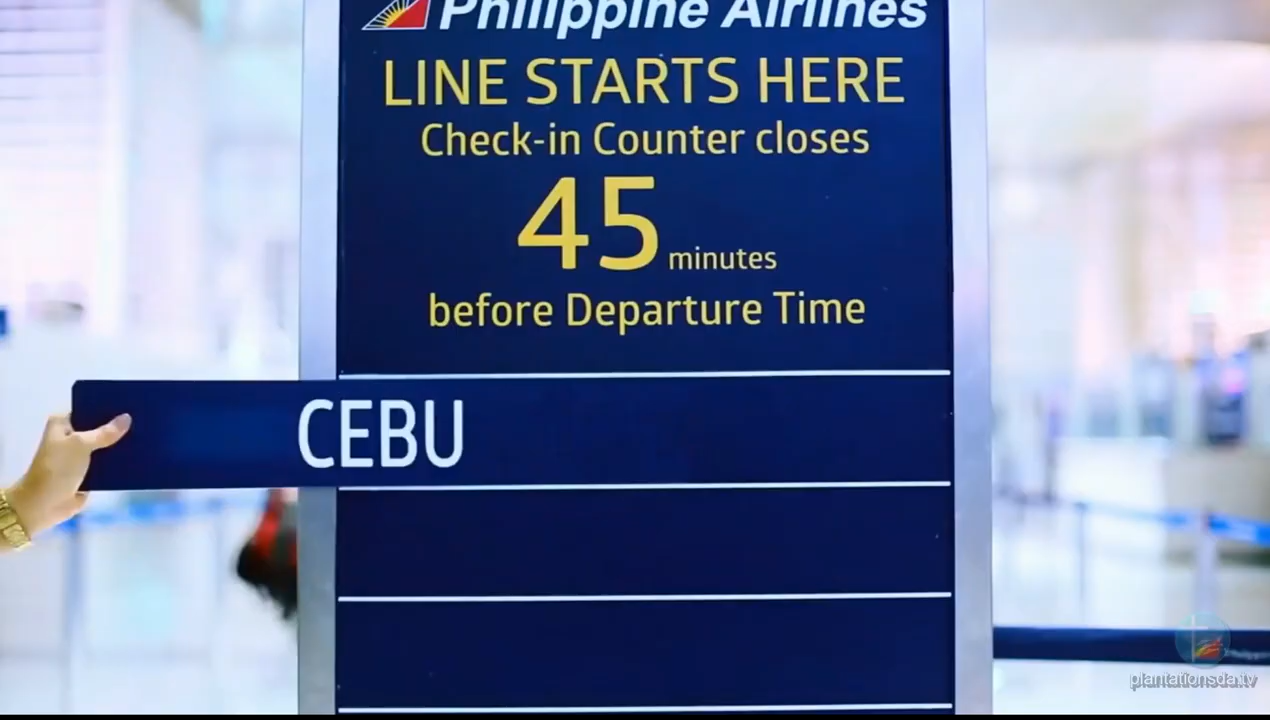 Philippine Airlines
LINE STARTS HERE
Check-in Counter closes
45 minutes
before Departure Time
CEBU
plantationsda.tv